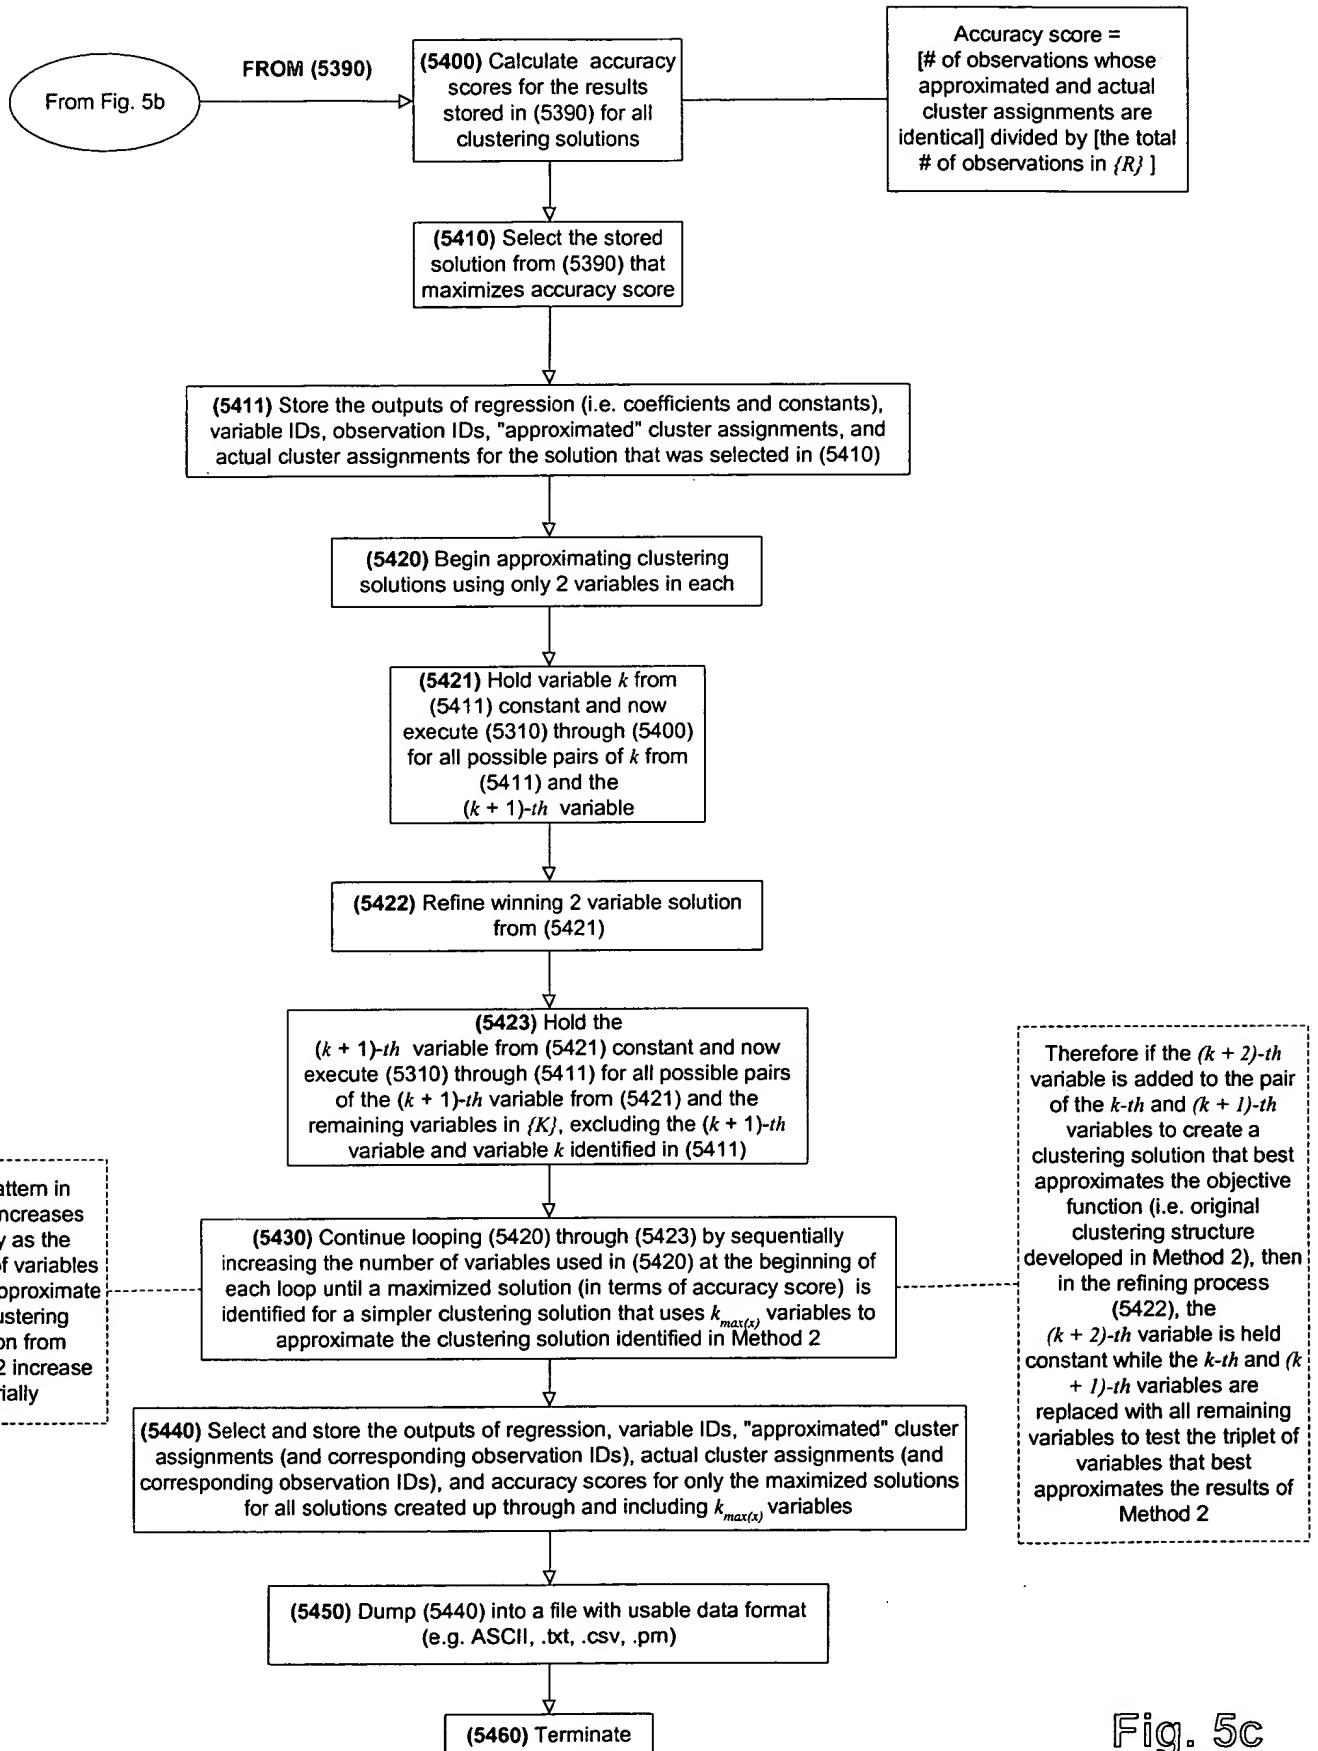 From Fig. 5b
FROM (5390)
(5400) Calculate accuracy
scores for the results
stored in (5390) for all
clustering solutions
Accuracy score =
[# of observations whose
approximated and actual
cluster assignments are
identical] divided by [the total
# of observations in {R} ]
(5410) Select the stored
solution from (5390) that
maximizes accuracy score
(5411) Store the outputs of regression (i.e. coefficients and constants),
variable IDs, observation IDs, "approximated" cluster assignments, and
actual cluster assignments for the solution that was selected in (5410)
(5420) Begin approximating clustering
solutions using only 2 variables in each
(5421) Hold variable k from
(5411) constant and now
execute (5310) through (5400)
for all possible pairs of k from
(5411) and the
(k + 1)-th variable
(5422) Refine winning 2 variable solution
from (5421)
(5423) Hold the
(k + 1)-th variable from (5421) constant and now
execute (5310) through (5411) for all possible pairs
of the (k + 1)-th variable from (5421) and the
remaining variables in {K}, excluding the (k + 1)-th
variable and variable k identified in (5411)
Therefore if the (k + 2)-th
variable is added to the pair
of the k-th and (k + 1)-th
variables to create a
clustering solution that best
approximates the objective
function (i.e. original
clustering structure
developed in Method 2), then
in the refining process
(5422), the
(k + 2)-th variable is held
constant while the k-th and (k
+ 1)-th variables are
replaced with all remaining
variables to test the triplet of
variables that best
approximates the results of
Method 2
attern in
ncreases
y as the
of variables
proximate
ustering
on from
2 increase
rially
(5430) Continue looping (5420) through (5423) by sequentially
increasing the number of variables used in (5420) at the beginning of
each loop until a maximized solution (in terms of accuracy score) is
identified for a simpler clustering solution that uses kmax(x) variables to
approximate the clustering solution identified in Method 2
(5440) Select and store the outputs of regression, variable IDs, "approximated" cluster
assignments (and corresponding observation IDs), actual cluster assignments (and
corresponding observation IDs), and accuracy scores for only the maximized solutions
for all solutions created up through and including kmax(x) variables
(5450) Dump (5440) into a file with usable data format
(e.g. ASCII, .txt, .csv, .prn)
(5460) Terminate
Fig. 5c